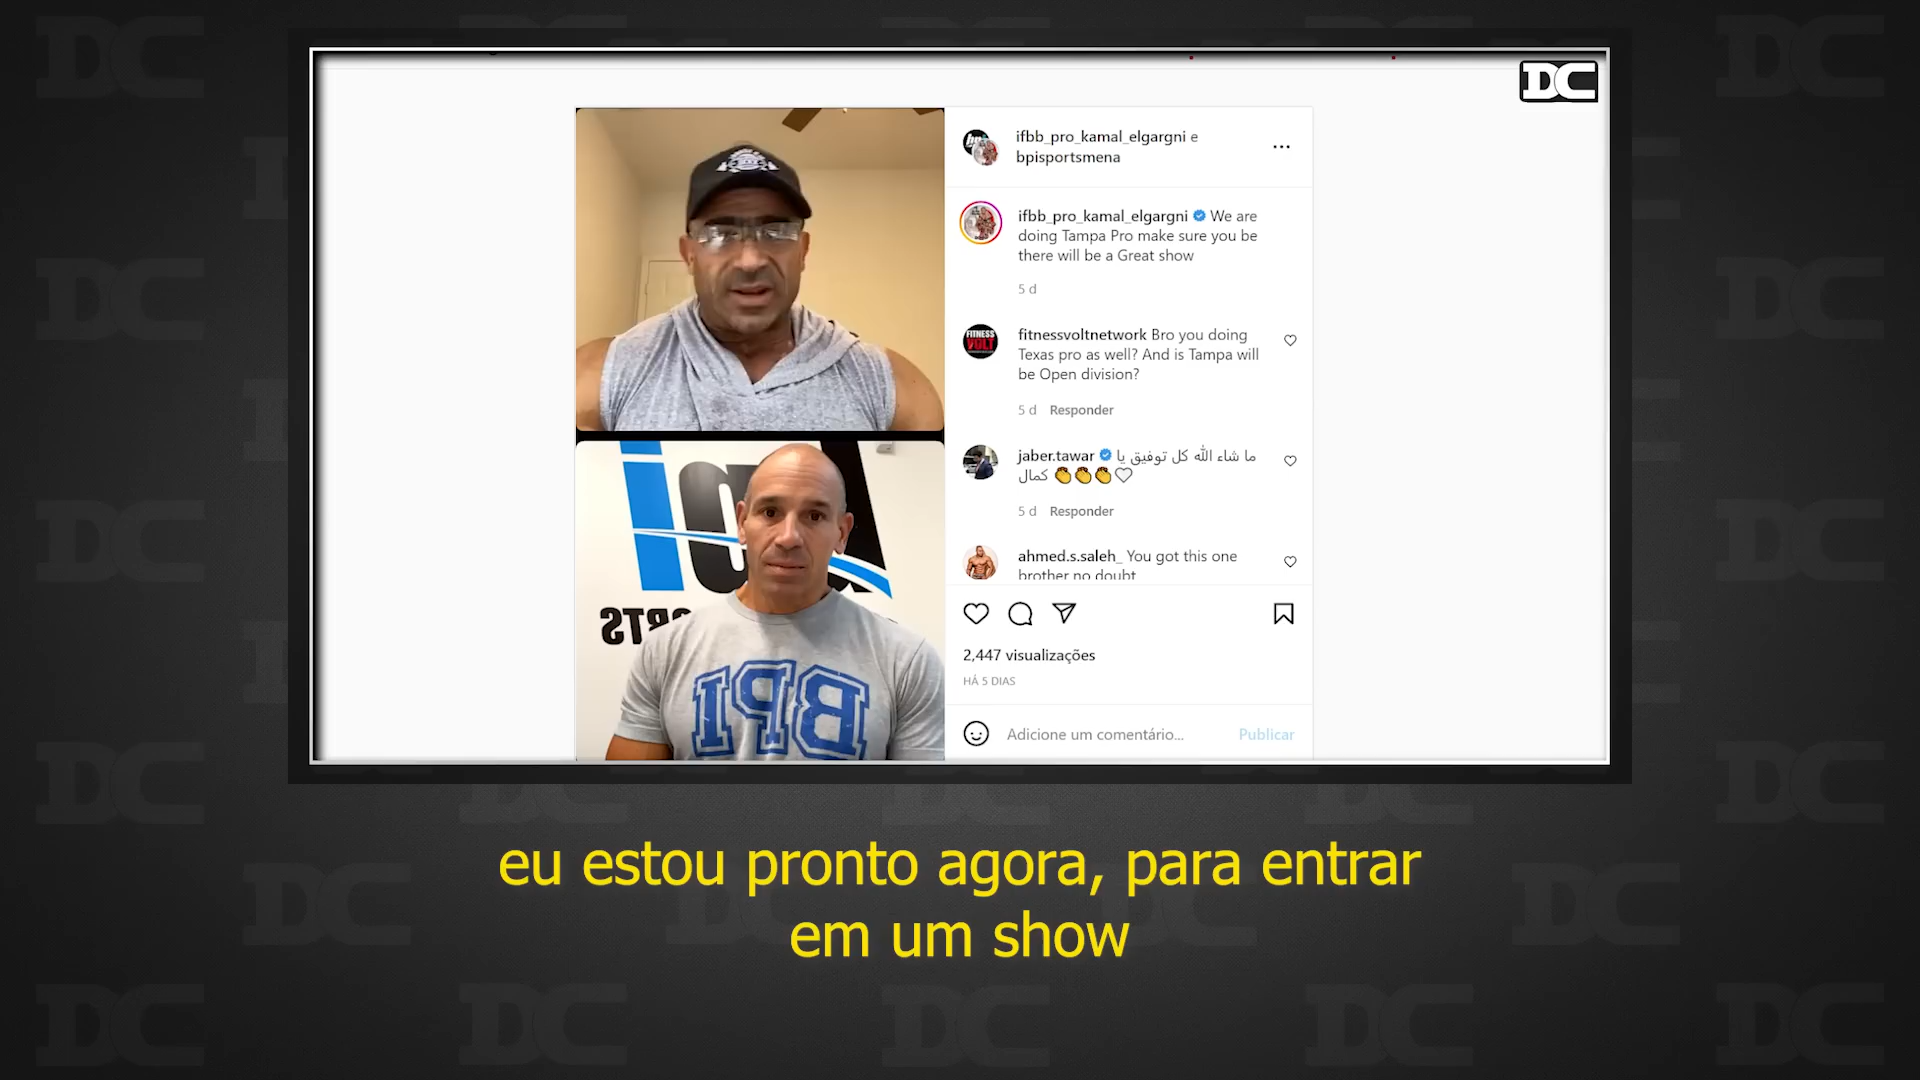 DC
ifbb_pro_kamal_elgargni e
bpisportsmena
ifbb_pro_kamal_elgargni We are
doing Tampa Pro make sure you be
there will be a Great show
5 d
FITNESS
VOLT
fitnessvoltnetwork Bro you doing
Texas pro as well? And is Tampa will
be Open division?
5 d Responder
jaber.tawar ما شاء الله كل توفيق يا
كمال 👏👏👏🤍
5 d Responder
ahmed.s.saleh_ You got this one
brother no doubt
2,447 visualizações
HÁ 5 DIAS
Adicione um comentário... Publicar
BPI
eu estou pronto agora, para entrar
em um show